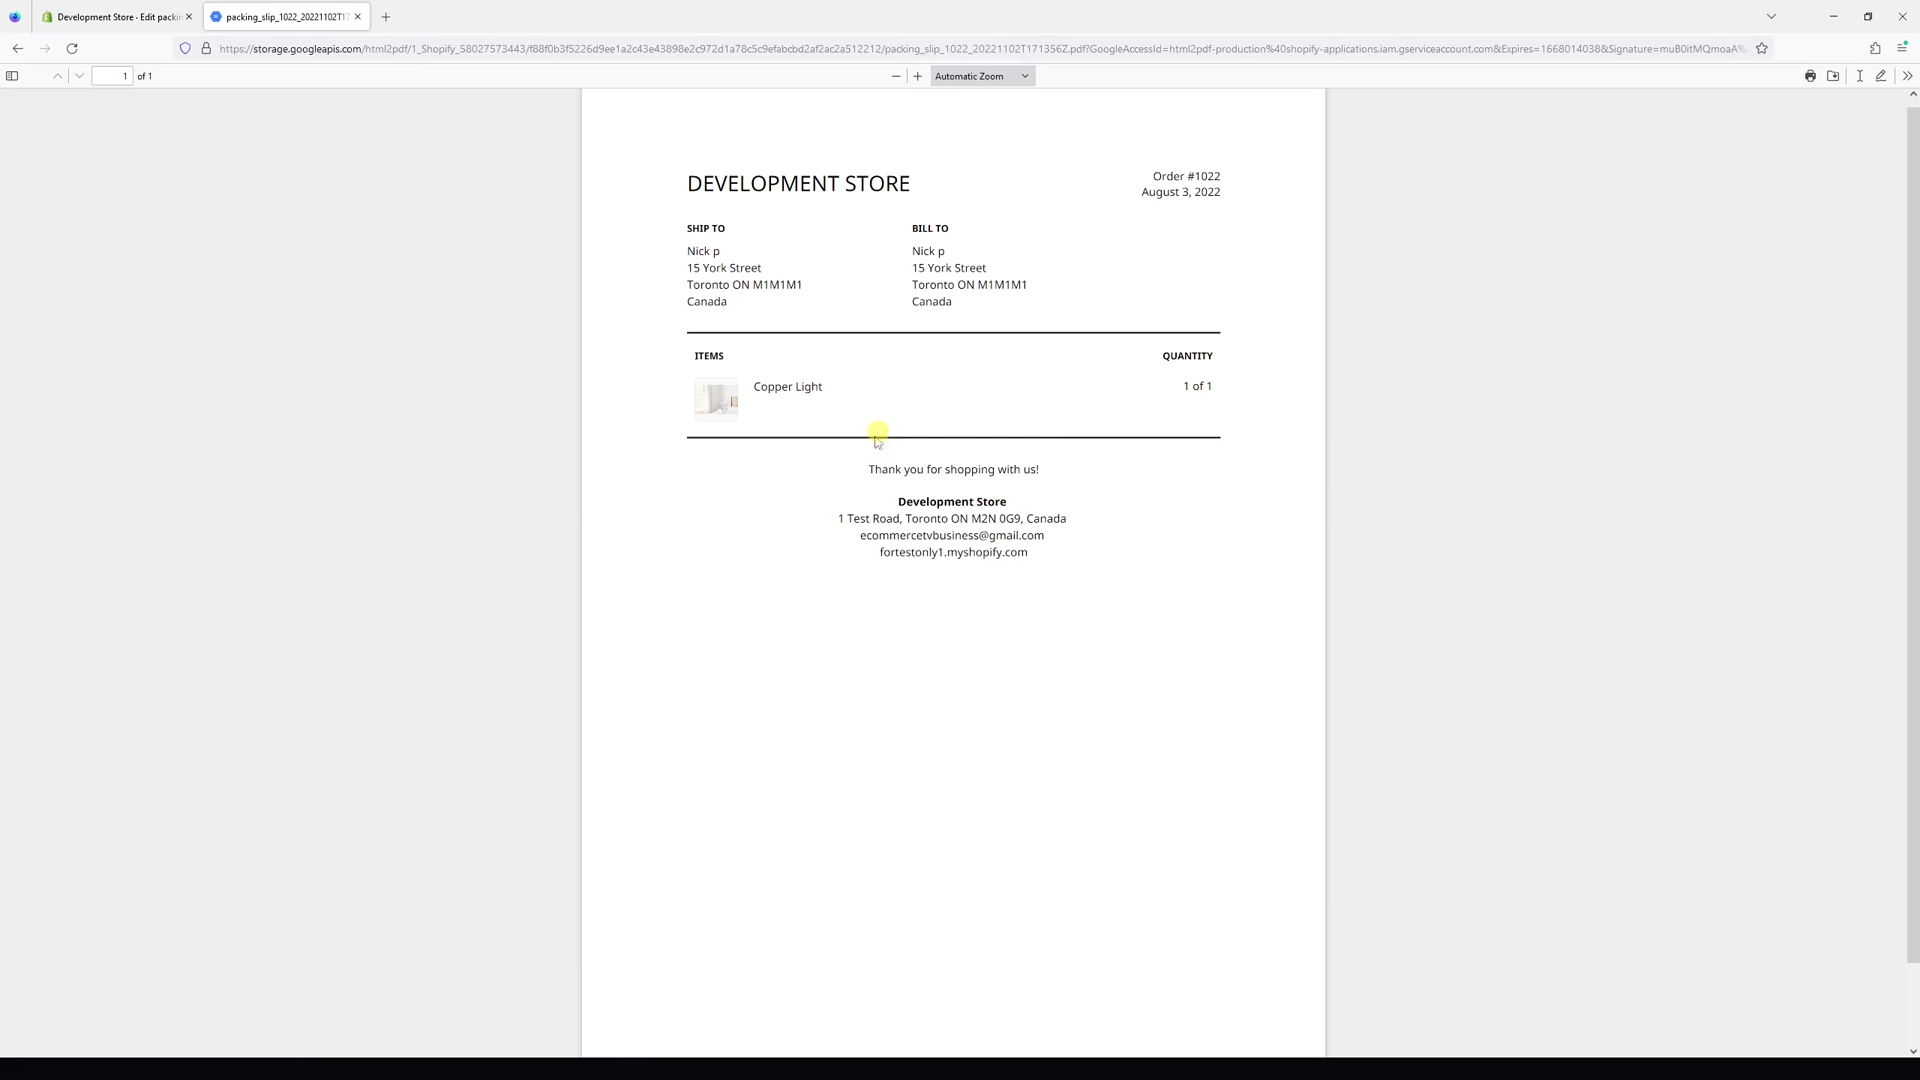 Development Store - Edit packin
packing_slip_1022_20221102T17
https://storage.googleapis.com/html2pdf/1_Shopify_58027573443/f88f0b3f5226d9ee1a2c43e43898e2c972d1a78c5c9efabcbd2af2ac2a512212/packing_slip_1022_20221102T171356Z.pdf?GoogleAccessId=html2pdf-production%40shopify-applications.iam.gserviceaccount.com&Expires=1668014038&Signature=muB0itMQmoaA%
1 of 1
Automatic Zoom
DEVELOPMENT STORE
Order #1022
August 3, 2022
SHIP TO
Nick p
15 York Street
Toronto ON M1M1M1
Canada
BILL TO
Nick p
15 York Street
Toronto ON M1M1M1
Canada
ITEMS QUANTITY
Copper Light 1 of 1
Thank you for shopping with us!
Development Store
1 Test Road, Toronto ON M2N 0G9, Canada
ecommercetvbusiness@gmail.com
fortestonly1.myshopify.com